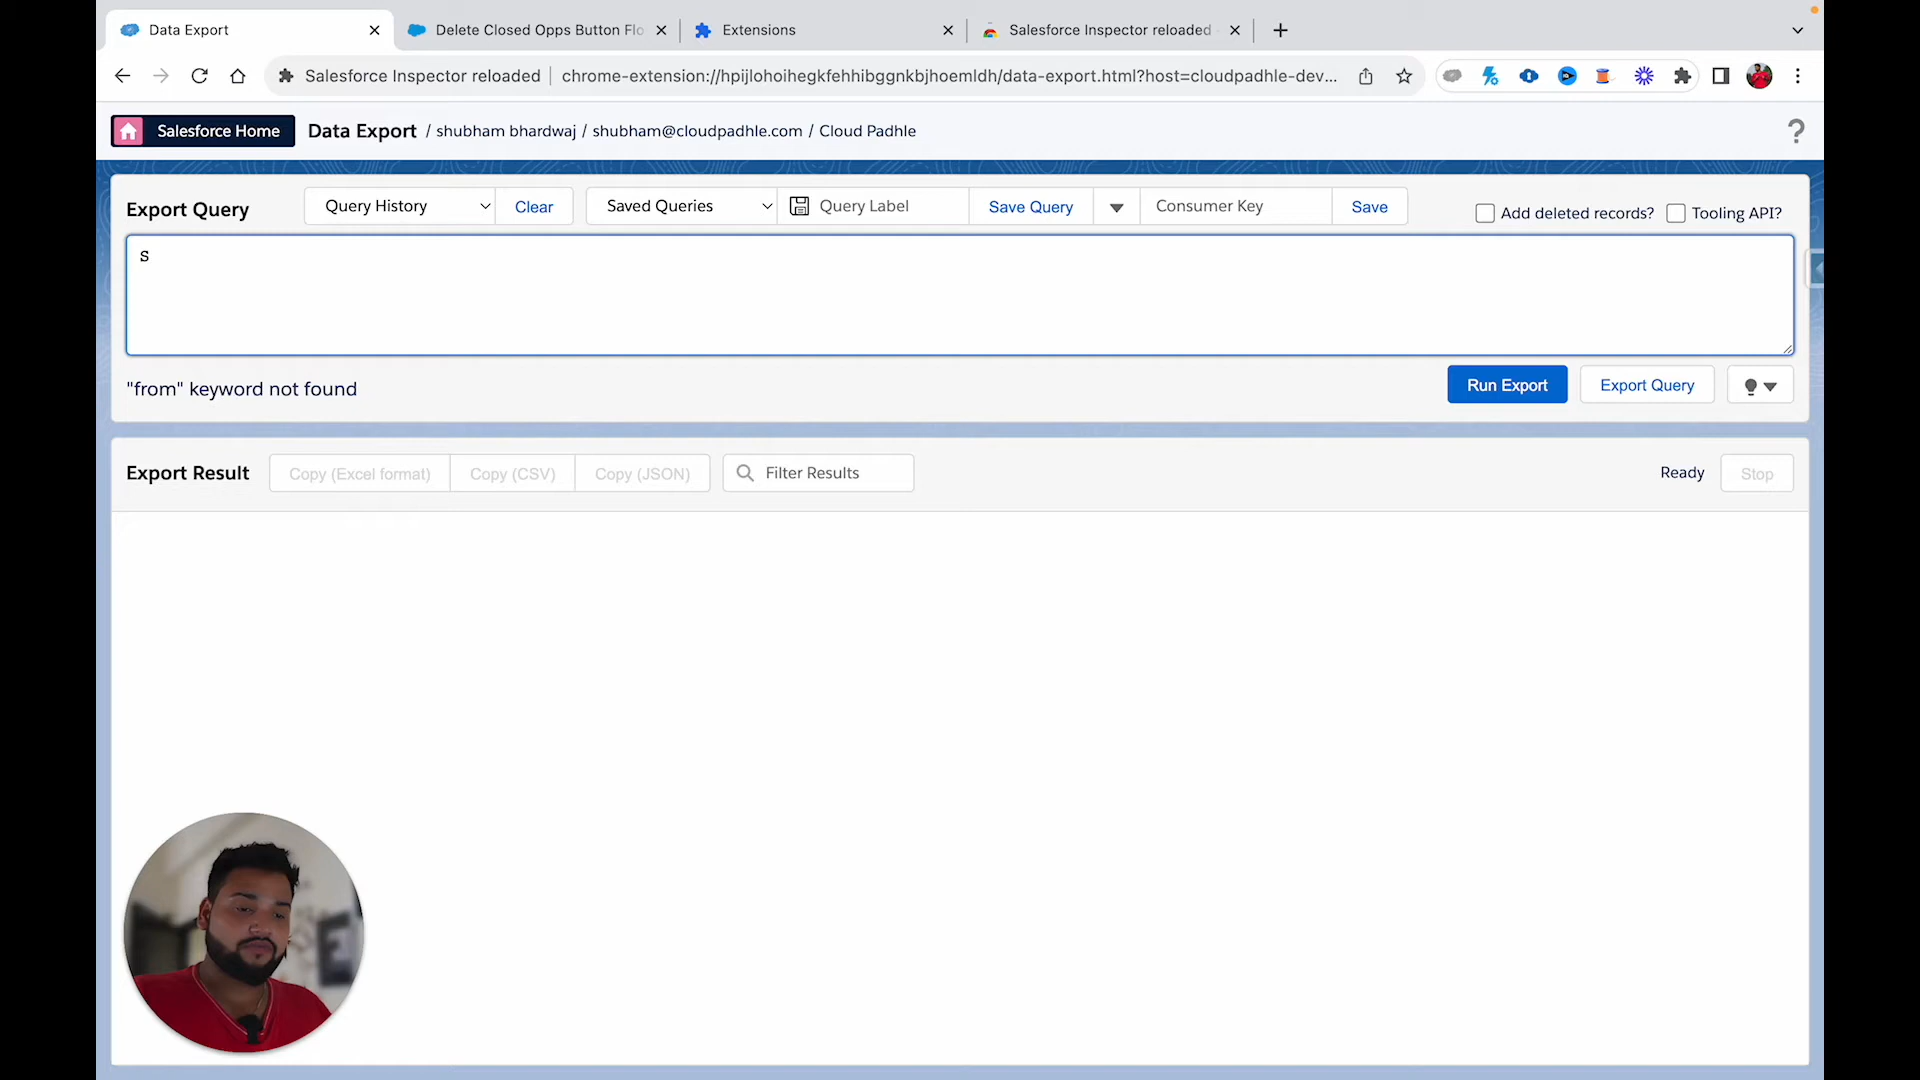 Data Export
Delete Closed Opps Button Flo
Extensions
Salesforce Inspector reloaded
Salesforce Inspector reloaded
chrome-extension://hpijlohoihegkfehhibggnkbjhoemldh/data-export.html?host=cloudpadhle-dev...
Salesforce Home
Data Export / shubham bhardwaj / shubham@cloudpadhle.com / Cloud Padhle
?
Export Query
Query History
Clear
Saved Queries
Query Label
Save Query
Consumer Key
Save
Add deleted records?
Tooling API?
s
"from" keyword not found
Run Export
Export Query
Export Result
Copy (Excel format)
Copy (CSV)
Copy (JSON)
Filter Results
Ready
Stop